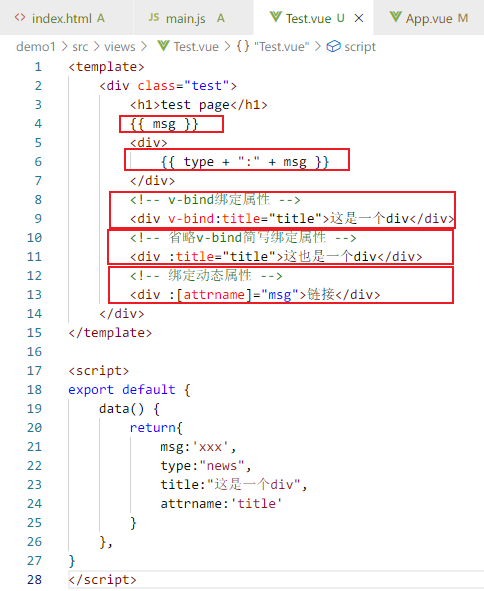 index.html A main.js A Test.vue U × App.vue M
demo1 > src > views > Test.vue > {} "Test.vue" > script
1 <template>
2 <div class="test">
3 <h1>test page</h1>
4 {{ msg }}
5 <div>
6 {{ type + ":" + msg }}
7 </div>
8 <!-- v-bind绑定属性 -->
9 <div v-bind:title="title">这是一个div</div>
10 <!-- 省略v-bind简写绑定属性 -->
11 <div :title="title">这也是一个div</div>
12 <!-- 绑定动态属性 -->
13 <div :[attrname]="msg">链接</div>
14 </div>
15 </template>
16
17 <script>
18 export default {
19 data() {
20 return{
21 msg:'xxx',
22 type:"news",
23 title:"这是一个div",
24 attrname:'title'
25 }
26 },
27 }
28 </script>